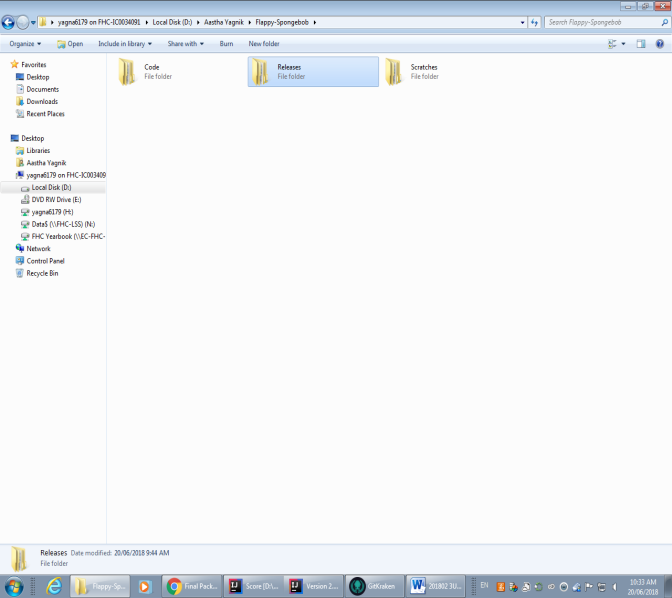 yagna6179 on FHC-IC0034091 ▸ Local Disk (D:) ▸ Aastha Yagnik ▸ Flappy-Spongebob ▸
Search Flappy-Spongebob
Organize ▾ Open Include in library ▾ Share with ▾ Burn New folder
Favorites
Desktop
Documents
Downloads
Recent Places
Desktop
Libraries
Aastha Yagnik
yagna6179 on FHC-IC003409
Local Disk (D:)
DVD RW Drive (E:)
yagna6179 (H:)
Data$ (\\FHC-LSS) (N:)
FHC Yearbook (\\EC-FHC-
Network
Control Panel
Recycle Bin
Code
File folder
Releases
File folder
Scratches
File folder
Releases Date modified: 20/06/2018 9:44 AM
File folder
Flappy-Sp...
Final Pack...
Score [D:\...
Version 2....
GitKraken
201802 3U...
EN
10:33 AM
20/06/2018